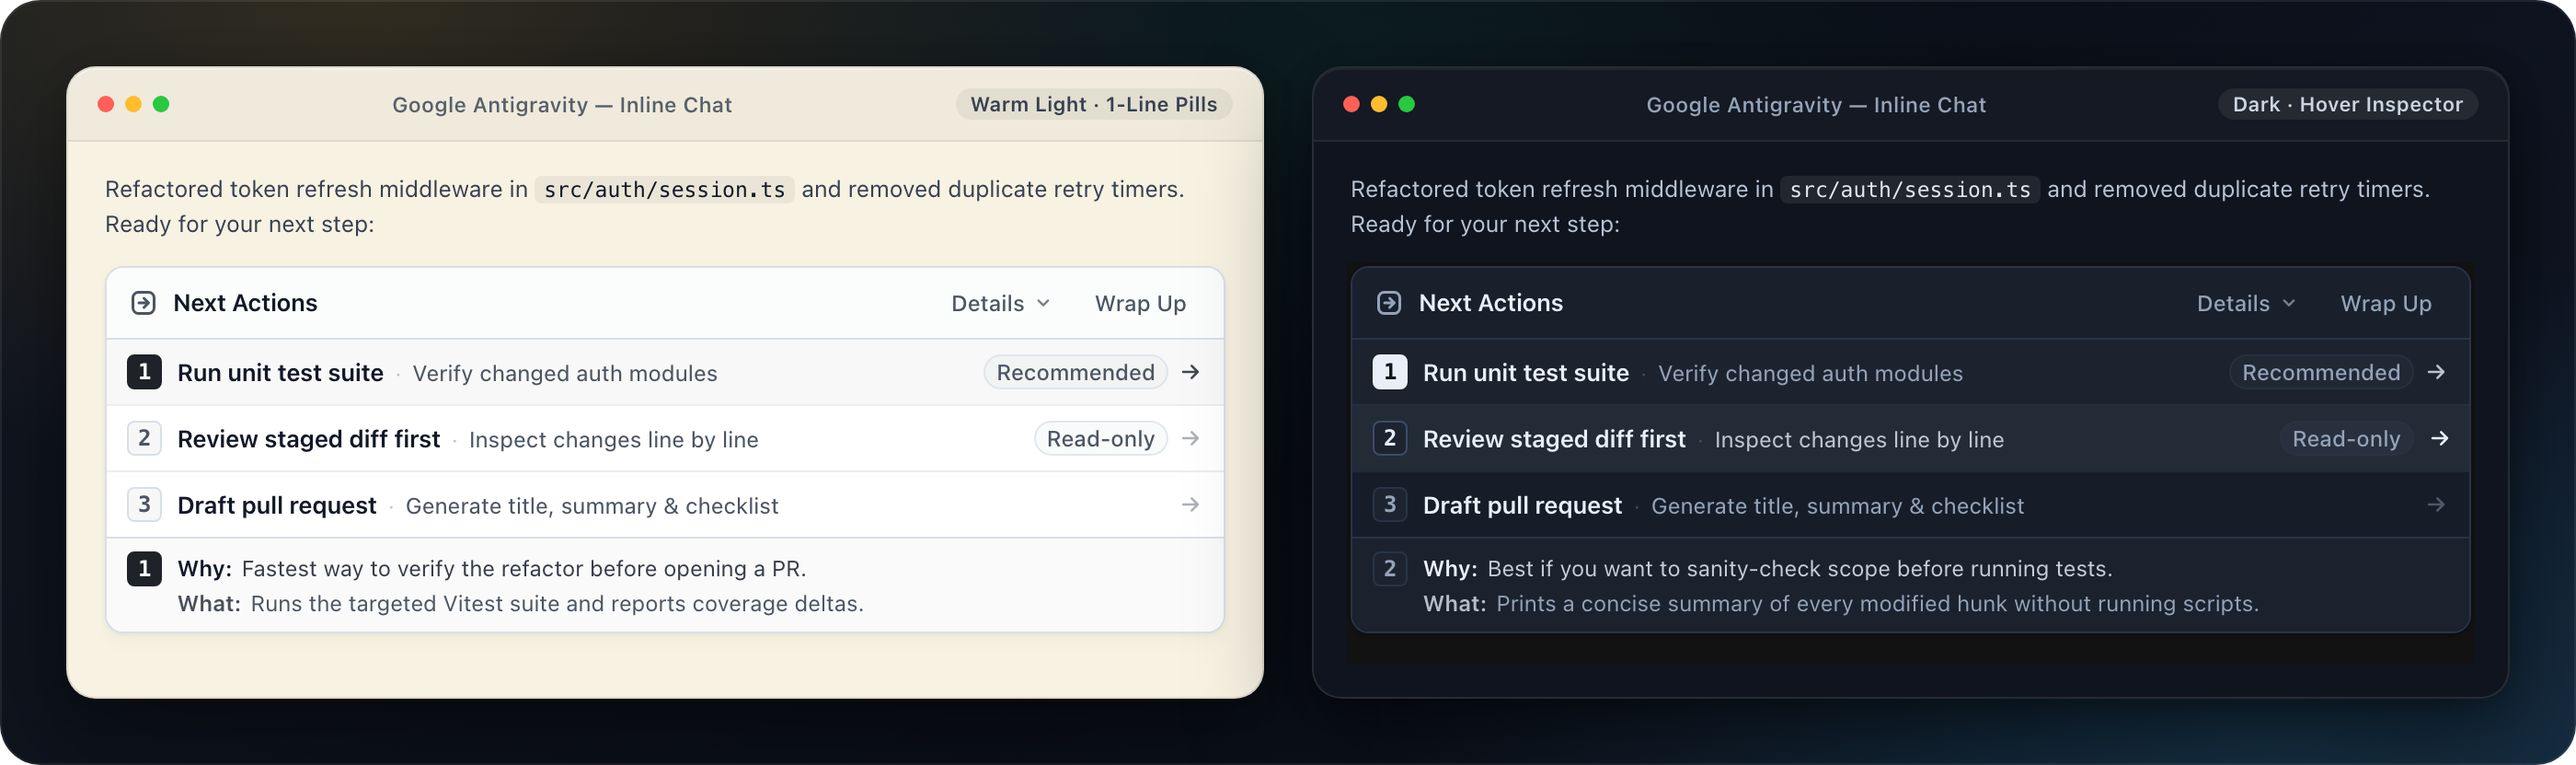 Google Antigravity — Inline Chat
Warm Light · 1-Line Pills
Refactored token refresh middleware in src/auth/session.ts and removed duplicate retry timers.
Ready for your next step:
Next Actions
Details
Wrap Up
1 Run unit test suite · Verify changed auth modules Recommended →
2 Review staged diff first · Inspect changes line by line Read-only →
3 Draft pull request · Generate title, summary & checklist →
1 Why: Fastest way to verify the refactor before opening a PR.
What: Runs the targeted Vitest suite and reports coverage deltas.
Google Antigravity — Inline Chat
Dark · Hover Inspector
Refactored token refresh middleware in src/auth/session.ts and removed duplicate retry timers.
Ready for your next step:
Next Actions
Details
Wrap Up
1 Run unit test suite · Verify changed auth modules Recommended →
2 Review staged diff first · Inspect changes line by line Read-only →
3 Draft pull request · Generate title, summary & checklist →
2 Why: Best if you want to sanity-check scope before running tests.
What: Prints a concise summary of every modified hunk without running scripts.